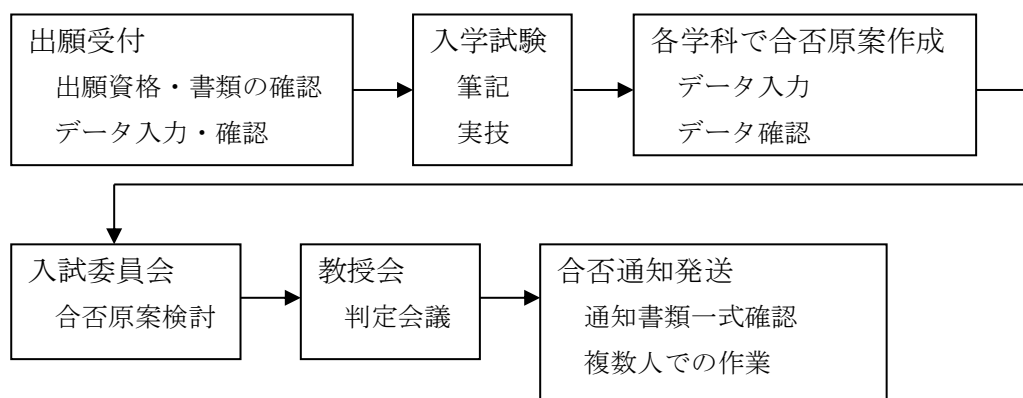 出願受付
出願資格・書類の確認
データ入力・確認
入学試験
筆記
実技
各学科で合否原案作成
データ入力
データ確認
入試委員会
合否原案検討
教授会
判定会議
合否通知発送
通知書類一式確認
複数人での作業